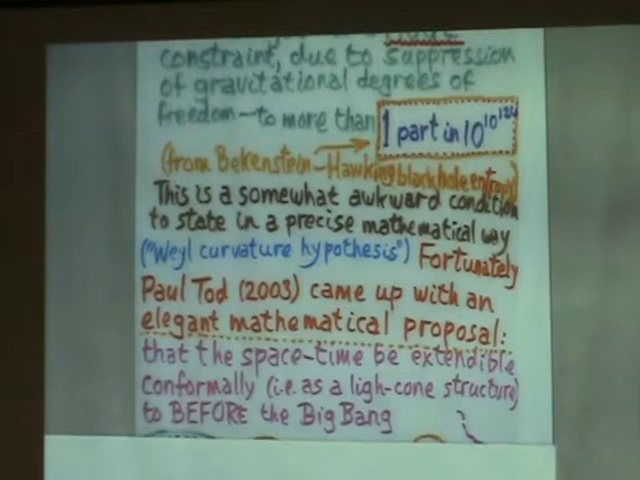 constraint, due to suppression
of gravitational degrees of
freedom—to more than 1 part in 10^10^124
(from Bekenstein—Hawking black hole entropy)
This is a somewhat awkward condition
to state in a precise mathematical way
("Weyl curvature hypothesis") Fortunately
Paul Tod (2003) came up with an
elegant mathematical proposal:
that the space-time be extendible
conformally (i.e. as a ligh-cone structure)
to BEFORE the Big Bang